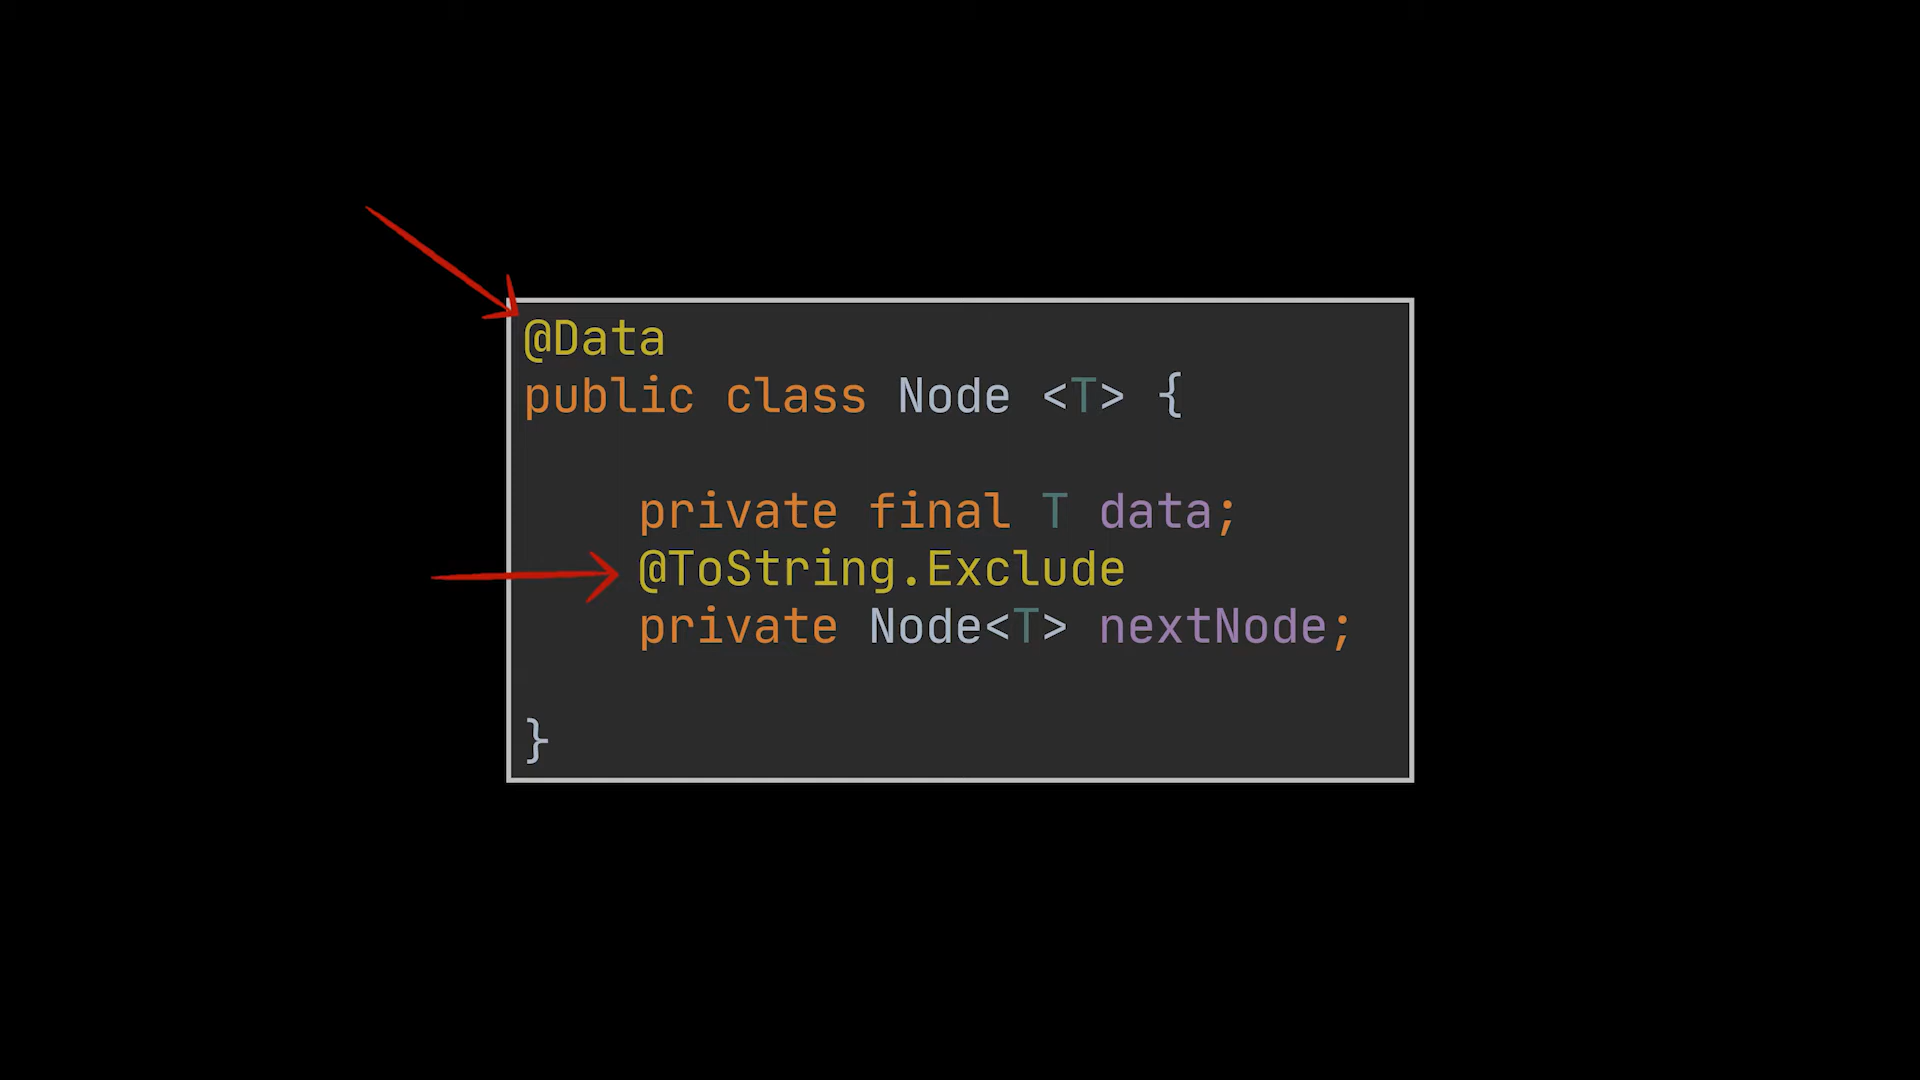 @Data
public class Node <T> {
private final T data;
@ToString.Exclude
private Node<T> nextNode;
}